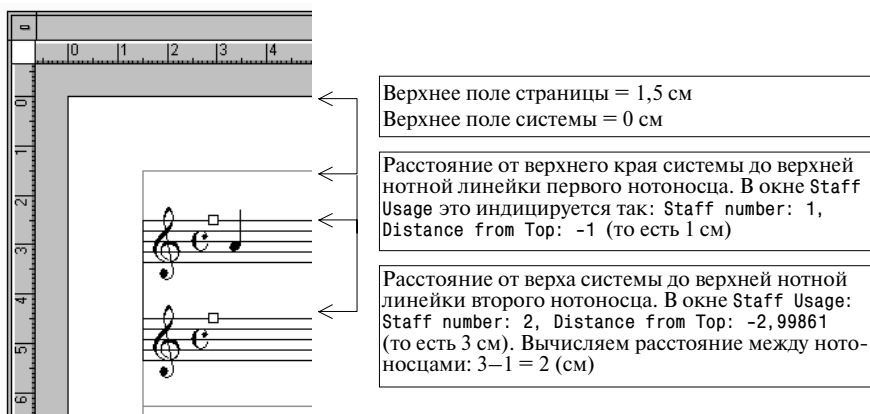 0 1 2 3 4
0
1
2
3
4
5
6
Верхнее поле страницы = 1,5 см
Верхнее поле системы = 0 см
Расстояние от верхнего края системы до верхней
нотной линейки первого нотоносца. В окне Staff
Usage это индицируется так: Staff number: 1,
Distance from Top: -1 (то есть 1 см)
Расстояние от верха системы до верхней нотной
линейки второго нотоносца. В окне Staff Usage:
Staff number: 2, Distance from Top: -2,99861
(то есть 3 см). Вычисляем расстояние между ното-
носцами: 3–1 = 2 (см)